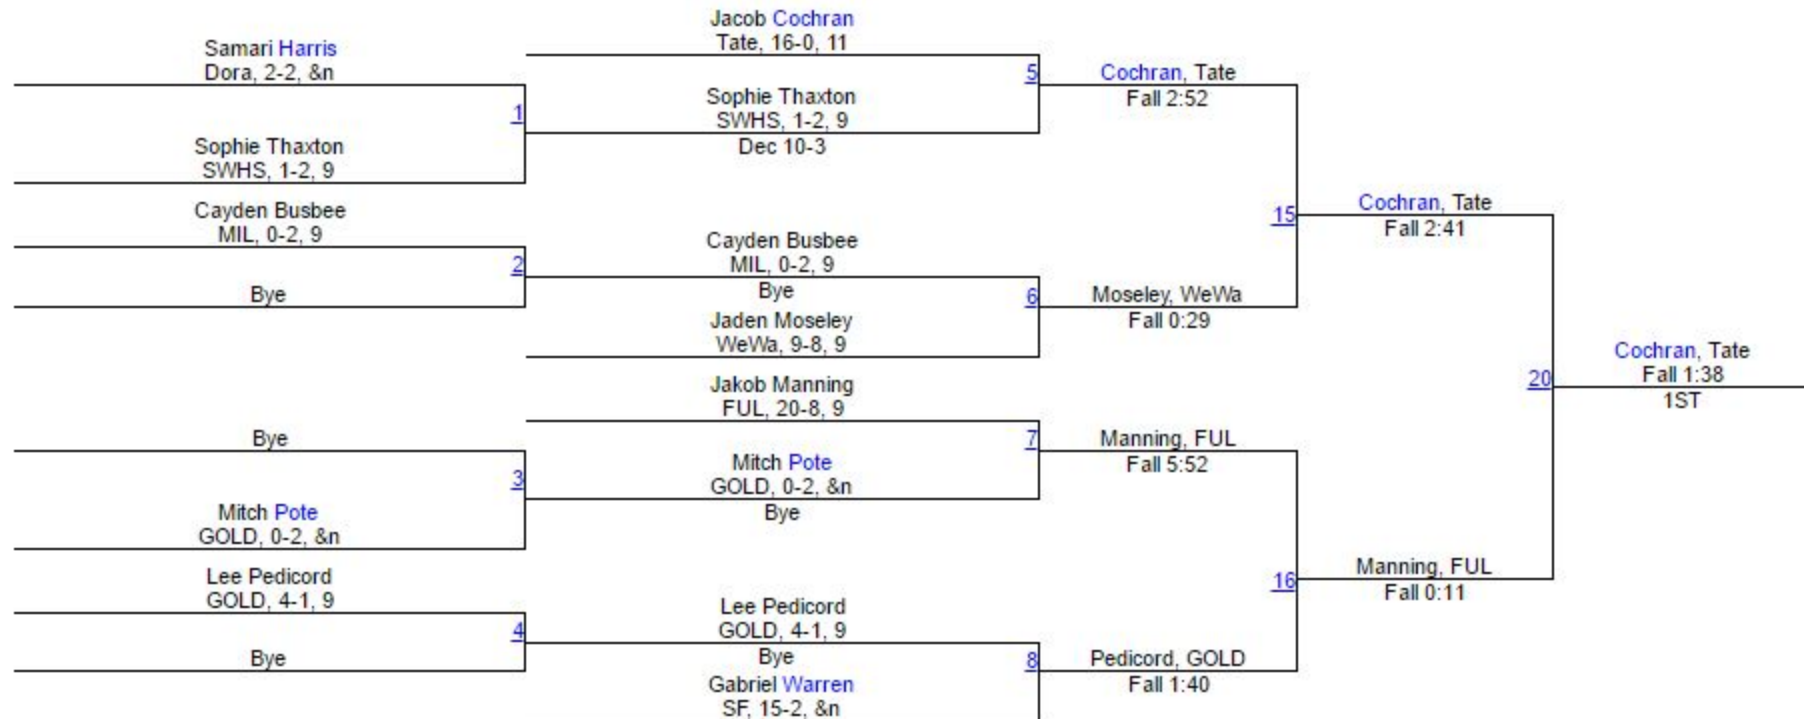 Samari Harris
Dora, 2-2, &n
1
Sophie Thaxton
SWHS, 1-2, 9
Cayden Busbee
MIL, 0-2, 9
2
Bye
Bye
3
Mitch Pote
GOLD, 0-2, &n
Lee Pedicord
GOLD, 4-1, 9
4
Bye
Jacob Cochran
Tate, 16-0, 11
5
Sophie Thaxton
SWHS, 1-2, 9
Dec 10-3
Cayden Busbee
MIL, 0-2, 9
Bye
6
Jaden Moseley
WeWa, 9-8, 9
Jakob Manning
FUL, 20-8, 9
7
Mitch Pote
GOLD, 0-2, &n
Bye
Lee Pedicord
GOLD, 4-1, 9
Bye
8
Gabriel Warren
SF, 15-2, &n
Cochran, Tate
Fall 2:52
15
Moseley, WeWa
Fall 0:29
Manning, FUL
Fall 5:52
16
Pedicord, GOLD
Fall 1:40
Cochran, Tate
Fall 2:41
20
Manning, FUL
Fall 0:11
Cochran, Tate
Fall 1:38
1ST